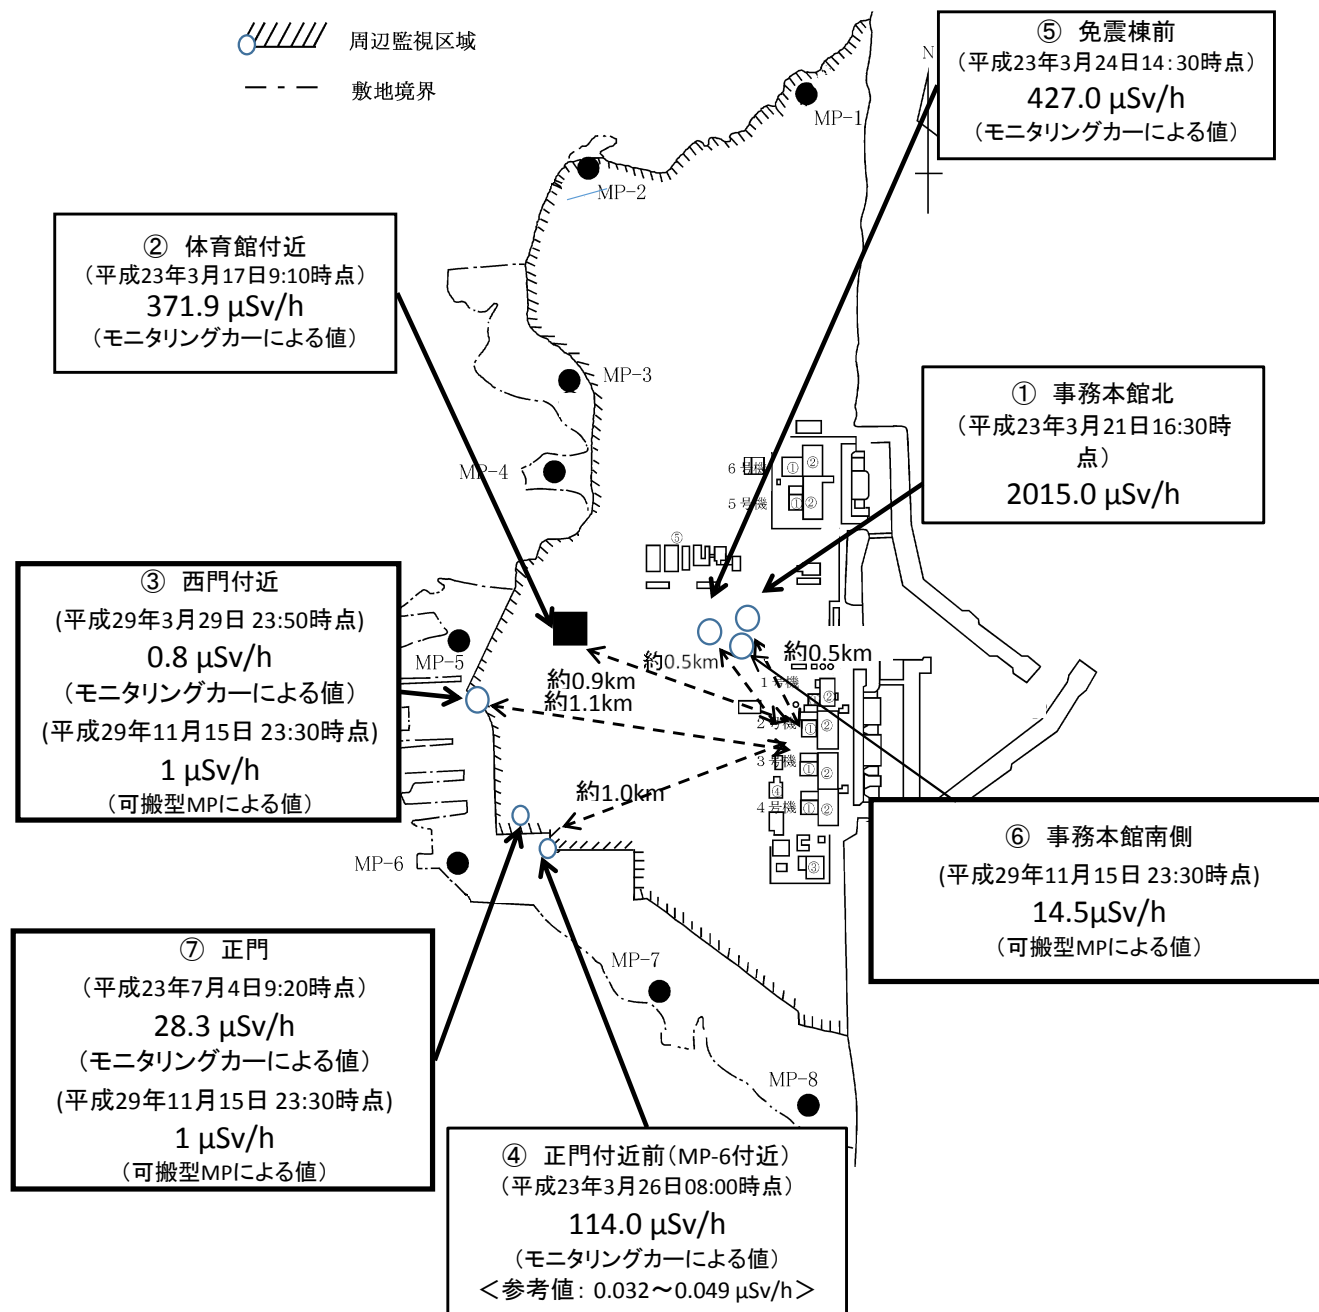 周辺監視区域
敷地境界
⑤ 免震棟前
（平成23年3月24日14:30時点）
427.0 µSv/h
（モニタリングカーによる値）
N
MP-1
MP-2
② 体育館付近
（平成23年3月17日9:10時点）
371.9 µSv/h
（モニタリングカーによる値）
MP-3
① 事務本館北
（平成23年3月21日16:30時
点）
2015.0 µSv/h
MP-4
6号機
①
②
5号機
①
②
⑤
③ 西門付近
(平成29年3月29日 23:50時点)
0.8 µSv/h
（モニタリングカーによる値）
(平成29年11月15日 23:30時点)
1 µSv/h
（可搬型MPによる値）
MP-5
約0.5km
約0.5km
約0.9km
約1.1km
1号機
②
2号機
①
②
3号機
①
②
④
約1.0km
4号機
①
②
③
MP-6
⑥ 事務本館南側
(平成29年11月15日 23:30時点)
14.5µSv/h
（可搬型MPによる値）
⑦ 正門
（平成23年7月4日9:20時点）
28.3 µSv/h
（モニタリングカーによる値）
(平成29年11月15日 23:30時点)
1 µSv/h
（可搬型MPによる値）
MP-7
MP-8
④ 正門付近前（MP-6付近）
（平成23年3月26日08:00時点）
114.0 µSv/h
（モニタリングカーによる値）
＜参考値：0.032～0.049 µSv/h＞